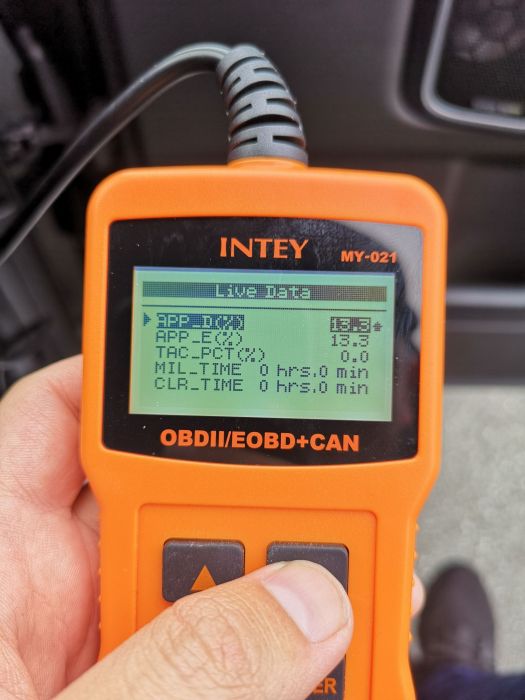 INTEY
MY-021
Live Data
APP_D(%) 13.3
APP_E(%) 13.3
TAC_PCT(%) 0.0
MIL_TIME 0 hrs.0 min
CLR_TIME 0 hrs.0 min
OBDII/EOBD+CAN